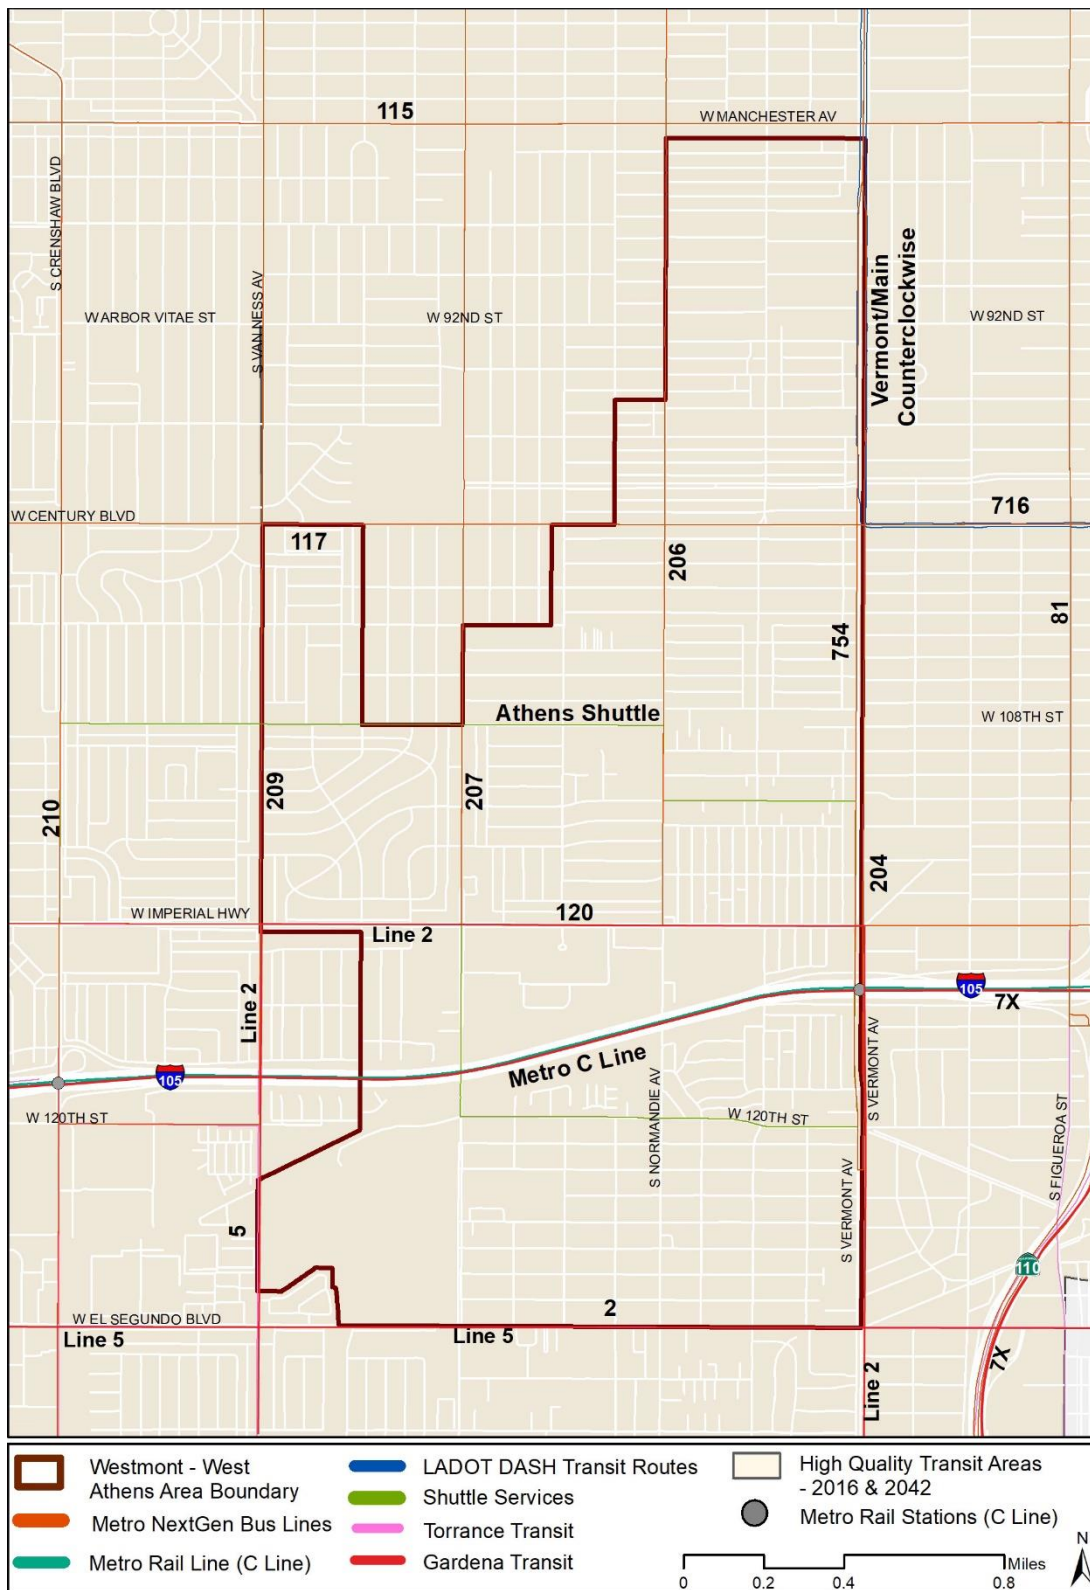 115
W MANCHESTER AV
S CRENSHAW BLVD
S VAN NESS AV
W ARBOR VITAE ST
W 92ND ST
Vermont/Main
Counterclockwise
W 92ND ST
W CENTURY BLVD
117
716
206
754
81
Athens Shuttle
W 108TH ST
210
209
207
204
W IMPERIAL HWY
120
Line 2
Line 2
105
7X
Metro C Line
105
W 120TH ST
S NORMANDIE AV
W 120TH ST
S VERMONT AV
S FIGUEROA ST
S VERMONT AV
5
110
W EL SEGUNDO BLVD
2
Line 5
Line 5
Line 2
7X
Westmont - West
Athens Area Boundary
Metro NextGen Bus Lines
Metro Rail Line (C Line)
LADOT DASH Transit Routes
Shuttle Services
Torrance Transit
Gardena Transit
High Quality Transit Areas
- 2016 & 2042
Metro Rail Stations (C Line)
N
Miles
0 0.2 0.4 0.8